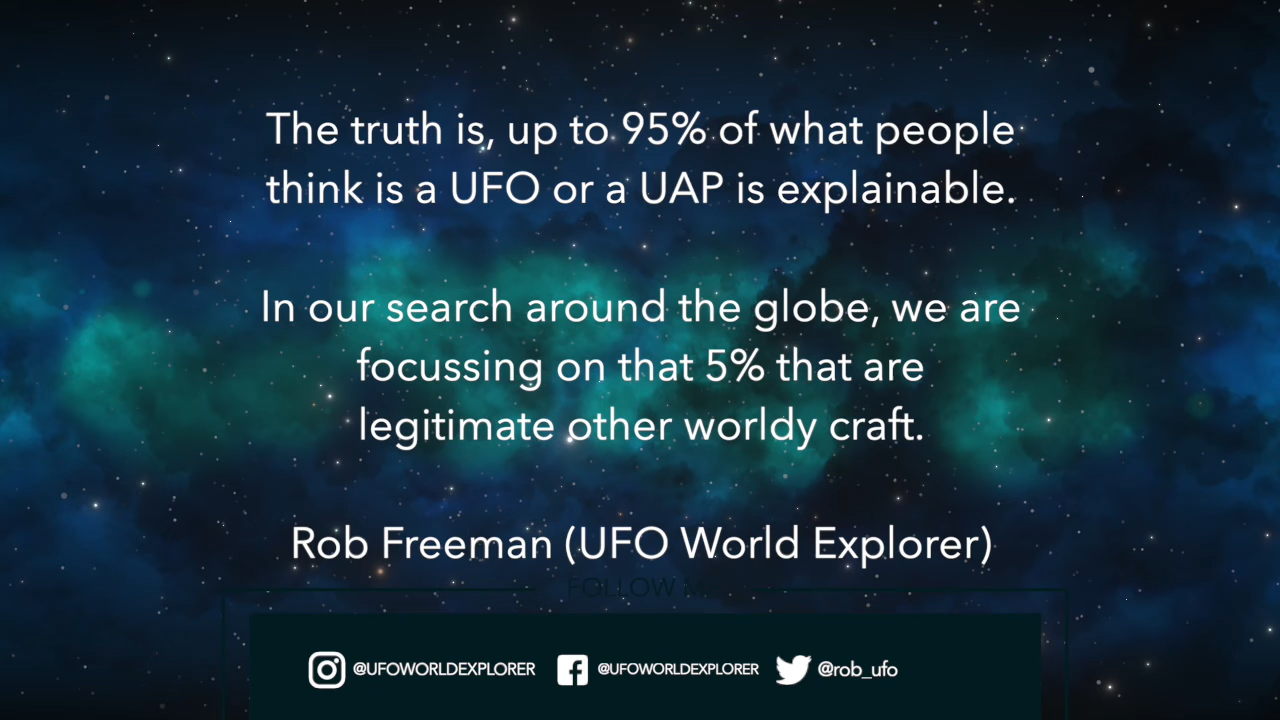 The truth is, up to 95% of what people
think is a UFO or a UAP is explainable.
In our search around the globe, we are
focussing on that 5% that are
legitimate other worldy craft.
Rob Freeman (UFO World Explorer)
FOLLOW
@UFOWORLDEXPLORER @UFOWORLDEXPLORER @rob_ufo